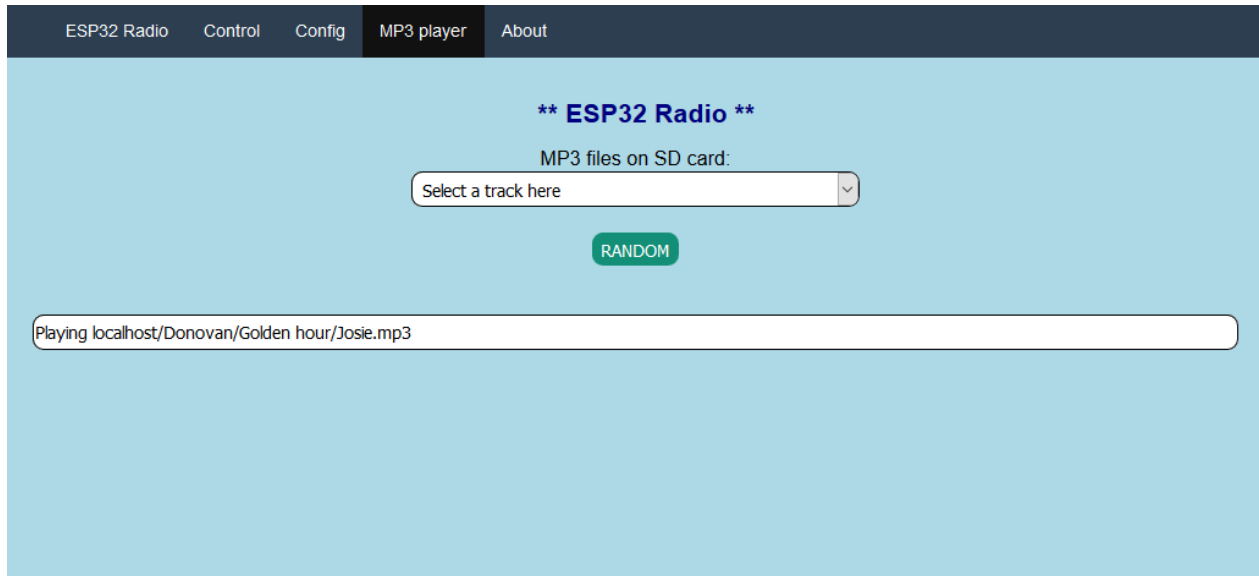 ESP32 Radio Control Config MP3 player About
** ESP32 Radio **
MP3 files on SD card:
Select a track here
RANDOM
Playing localhost/Donovan/Golden hour/Josie.mp3